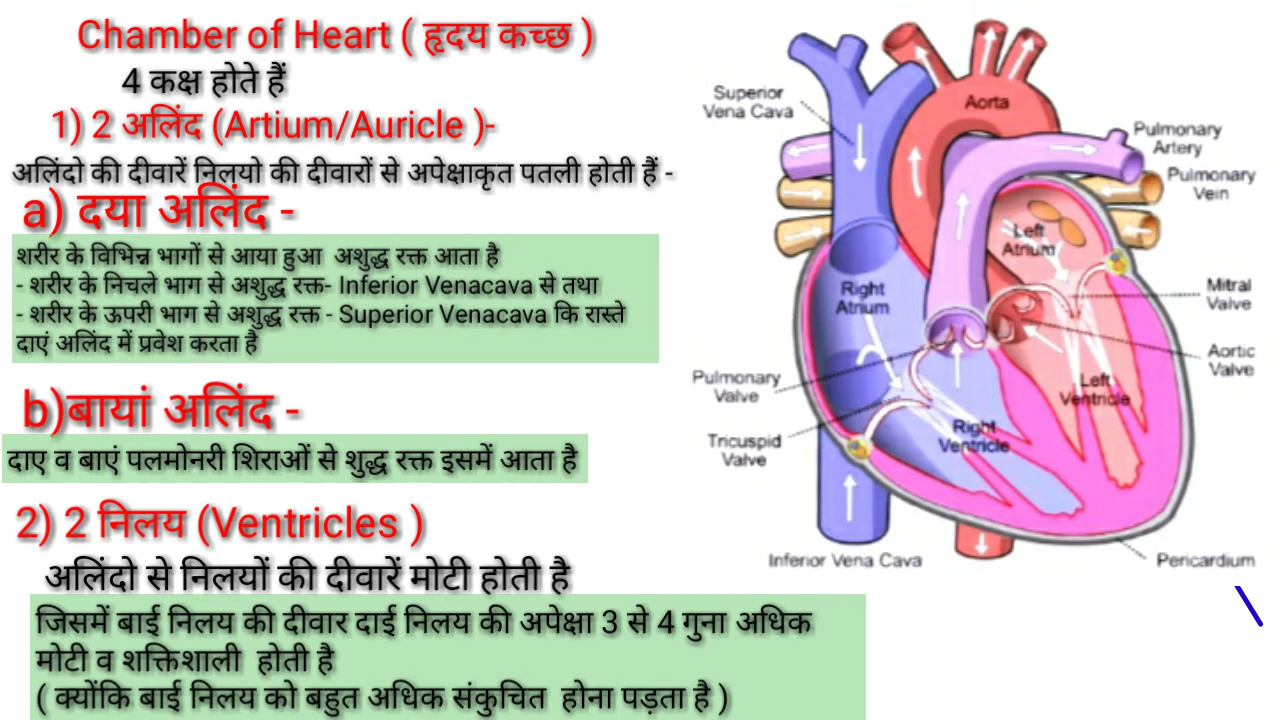 Chamber of Heart ( हृदय कच्छ )
4 कक्ष होते हैं
1) 2 अलिंद (Artium/Auricle )-
अलिंदो की दीवारें निलयो की दीवारों से अपेक्षाकृत पतली होती हैं -
a) दया अलिंद -
शरीर के विभिन्न भागों से आया हुआ अशुद्ध रक्त आता है
- शरीर के निचले भाग से अशुद्ध रक्त- Inferior Venacava से तथा
- शरीर के ऊपरी भाग से अशुद्ध रक्त - Superior Venacava कि रास्ते
दाएं अलिंद में प्रवेश करता है
b)बायां अलिंद -
दाए व बाएं पलमोनरी शिराओं से शुद्ध रक्त इसमें आता है
2) 2 निलय (Ventricles )
अलिंदो से निलयों की दीवारें मोटी होती है
जिसमें बाई निलय की दीवार दाई निलय की अपेक्षा 3 से 4 गुना अधिक
मोटी व शक्तिशाली होती है
( क्योंकि बाई निलय को बहुत अधिक संकुचित होना पड़ता है )
Superior
Vena Cava
Aorta
Pulmonary
Artery
Pulmonary
Vein
Left
Atrium
Right
Atrium
Mitral
Valve
Aortic
Valve
Pulmonary
Valve
Left
Ventricle
Tricuspid
Valve
Right
Ventricle
Inferior Vena Cava
Pericardium